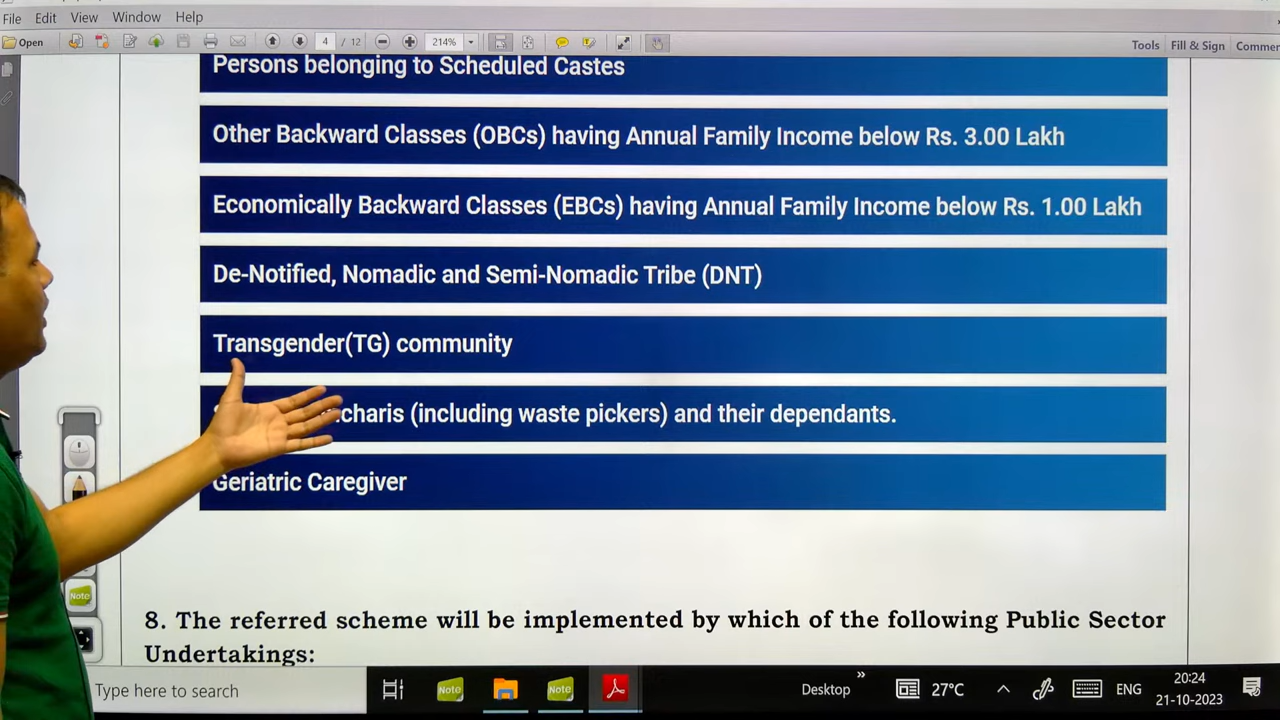 File Edit View Window Help
Open
4 / 12
214%
Tools Fill & Sign
Persons belonging to Scheduled Castes
Other Backward Classes (OBCs) having Annual Family Income below Rs. 3.00 Lakh
Economically Backward Classes (EBCs) having Annual Family Income below Rs. 1.00 Lakh
De-Notified, Nomadic and Semi-Nomadic Tribe (DNT)
Transgender(TG) community
(including waste pickers) and their dependants.
Geriatric Caregiver
8. The referred scheme will be implemented by which of the following Public Sector
Undertakings:
Note
Type here to search
Note
Note
Desktop
27°C
ENG
20:24
21-10-2023